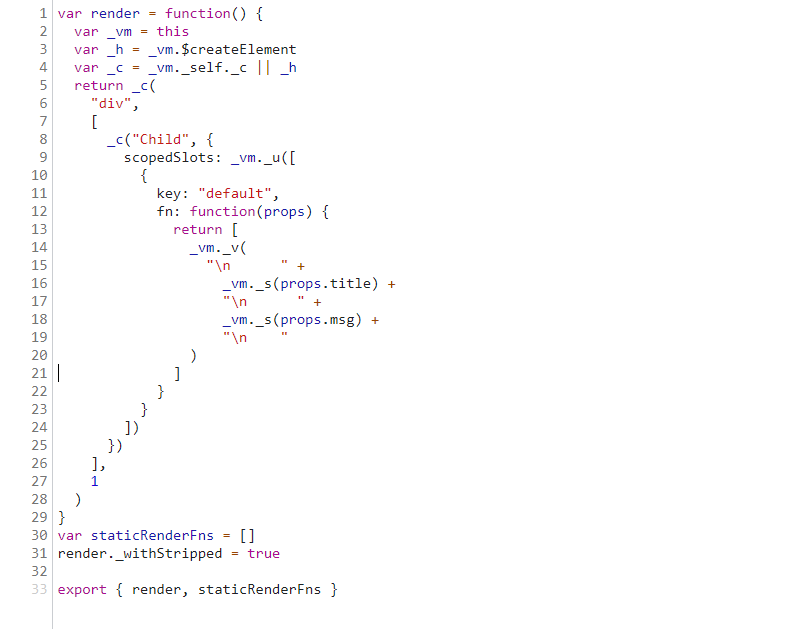 1 var render = function() {
2   var _vm = this
3   var _h = _vm.$createElement
4   var _c = _vm._self._c || _h
5   return _c(
6     "div",
7     [
8       _c("Child", {
9         scopedSlots: _vm._u([
10           {
11             key: "default",
12             fn: function(props) {
13               return [
14                 _vm._v(
15                   "\n      " +
16                     _vm._s(props.title) +
17                     "\n      " +
18                     _vm._s(props.msg) +
19                     "\n    "
20                 )
21               ]
22             }
23           }
24         ])
25       })
26     ],
27     1
28   )
29 }
30 var staticRenderFns = []
31 render._withStripped = true
32
33 export { render, staticRenderFns }